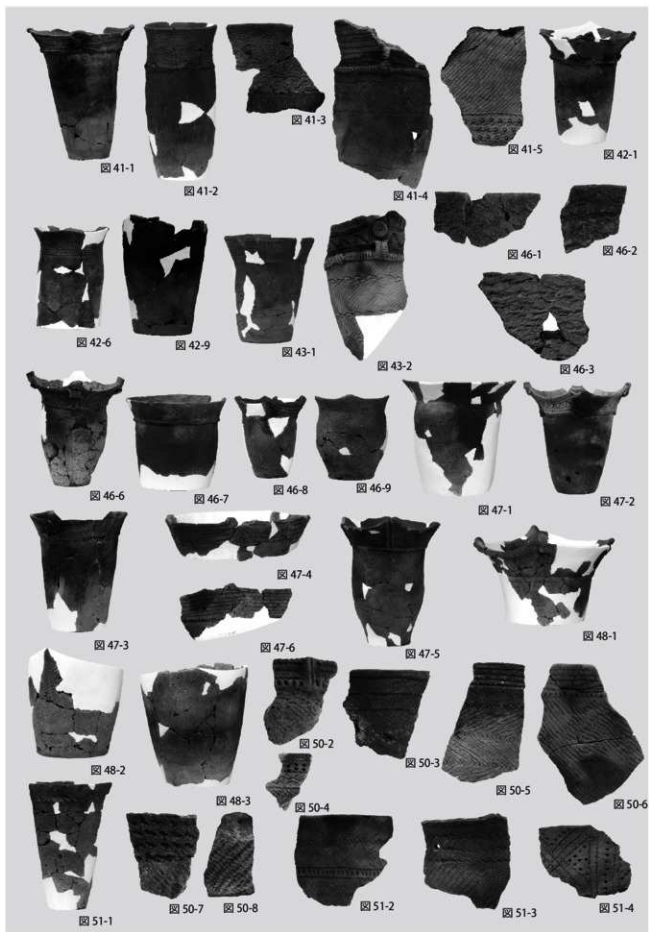 図 41-1
図 41-2
図 41-3
図 41-4
図 41-5
図 42-1
図 42-6
図 42-9
図 43-1
図 43-2
図 46-1
図 46-2
図 46-3
図 46-6
図 46-7
図 46-8
図 46-9
図 47-1
図 47-2
図 47-3
図 47-4
図 47-6
図 47-5
図 48-1
図 48-2
図 48-3
図 50-2
図 50-4
図 50-3
図 50-5
図 50-6
図 51-1
図 50-7
図 50-8
図 51-2
図 51-3
図 51-4